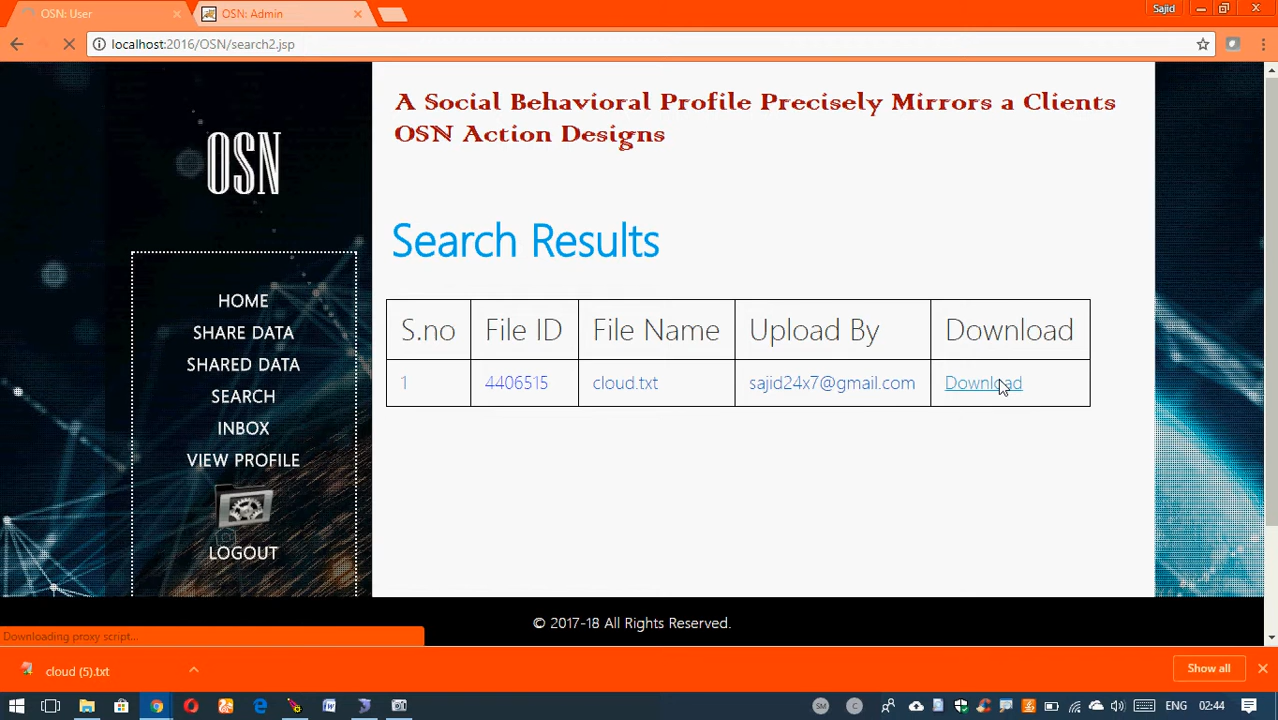 OSN: User
OSN: Admin
Sajid
localhost:2016/OSN/search2.jsp
A Social Behavioral Profile Precisely Mirrors a Clients
OSN Action Designs
OSN
Search Results
HOME
SHARE DATA
SHARED DATA
SEARCH
INBOX
VIEW PROFILE
LOGOUT
S.no File ID File Name Upload By Download
1 4406515 cloud.txt sajid24x7@gmail.com Download
© 2017-18 All Rights Reserved.
Downloading proxy script...
cloud (5).txt
Show all
SM
C
ENG
02:44